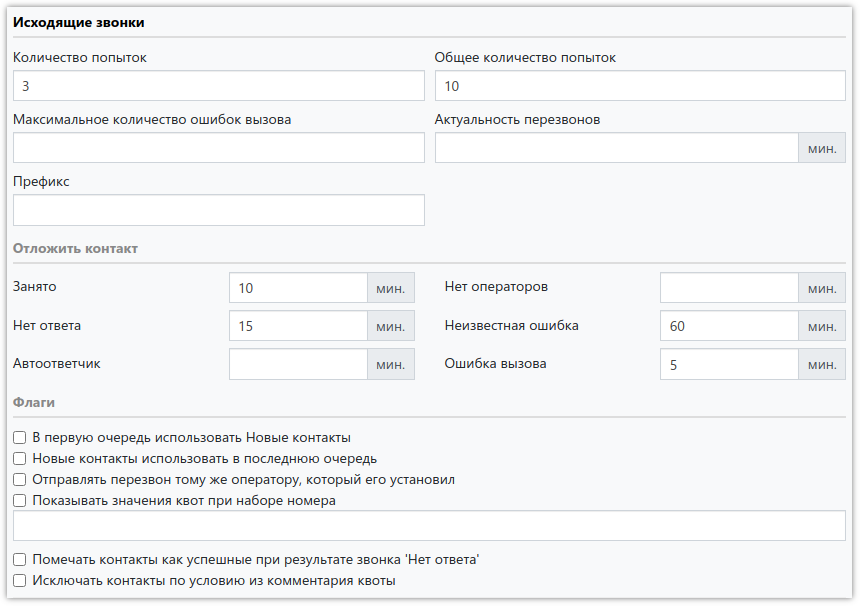 Исходящие звонки
Количество попыток Общее количество попыток
3 10
Максимальное количество ошибок вызова Актуальность перезвонов
мин.
Префикс
Отложить контакт
Занято 10 мин. Нет операторов мин.
Нет ответа 15 мин. Неизвестная ошибка 60 мин.
Автоответчик мин. Ошибка вызова 5 мин.
Флаги
В первую очередь использовать Новые контакты
Новые контакты использовать в последнюю очередь
Отправлять перезвон тому же оператору, который его установил
Показывать значения квот при наборе номера
Помечать контакты как успешные при результате звонка 'Нет ответа'
Исключать контакты по условию из комментария квоты